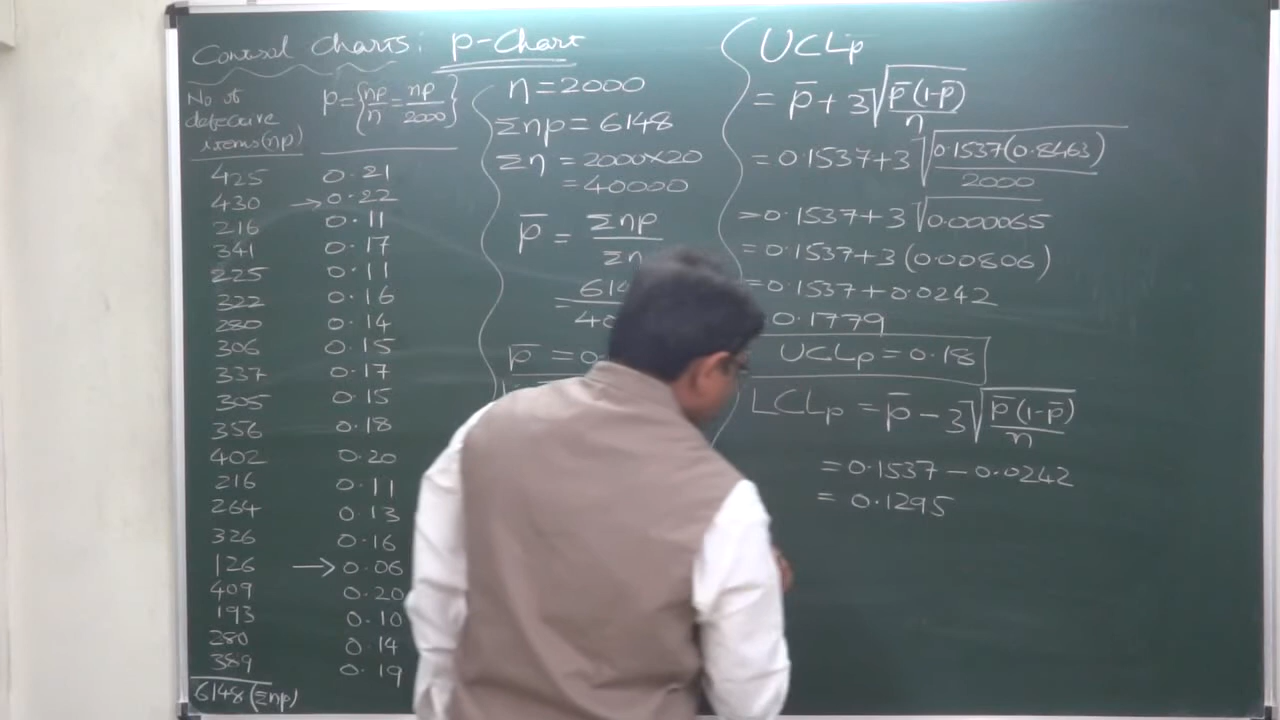 Control Charts: p-Chart
No of defective items(np)
p={np/n=np/2000}
425 0.21
430 →0.22
216 0.11
341 0.17
225 0.11
322 0.16
280 0.14
306 0.15
337 0.17
305 0.15
356 0.18
402 0.20
216 0.11
264 0.13
326 0.16
126 →0.06
409 0.20
193 0.10
280 0.14
389 0.19
6148(Σnp)
n=2000
Σnp=6148
Σn=2000×20
=40000
p̄=Σnp/Σn
p̄=0.
UCLp
=p̄+3√(p̄(1-p̄)/n)
=0.1537+3√(0.1537(0.8463)/2000)
=0.1537+3√0.000065
=0.1537+3(0.00806)
=0.1537+0.0242
0.1779
UCLp=0.18
LCLp=p̄-3√(p̄(1-p̄)/n)
=0.1537-0.0242
=0.1295